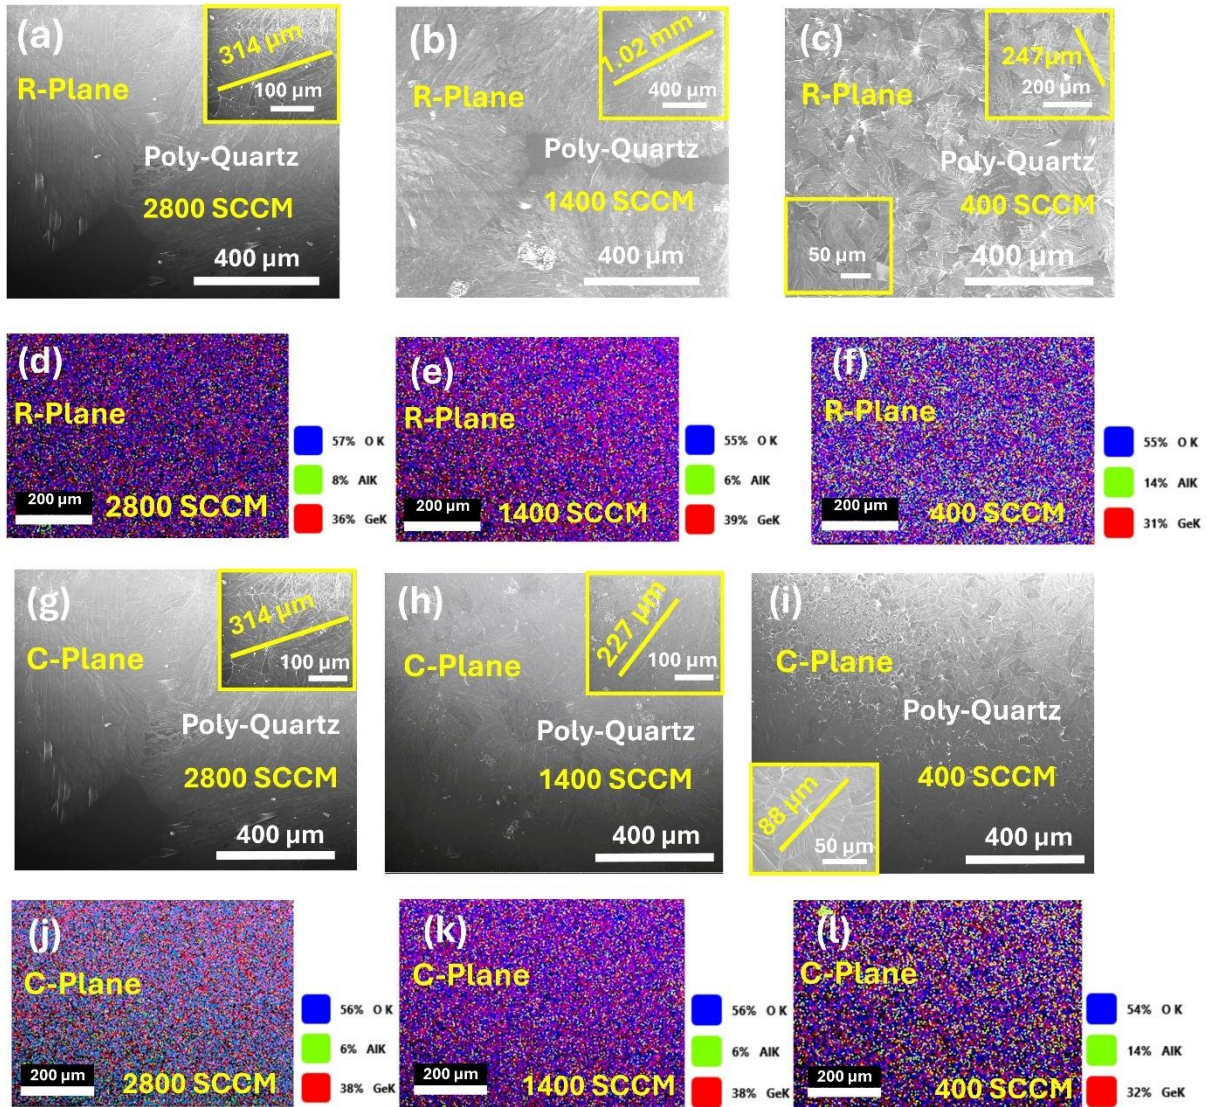 (a)
314 µm
100 µm
R-Plane
Poly-Quartz
2800 SCCM
400 µm
(b)
1.02 mm
400 µm
R-Plane
Poly-Quartz
1400 SCCM
400 µm
(c)
247µm
200 µm
R-Plane
Poly-Quartz
400 SCCM
50 µm
400 µm
(d)
R-Plane
200 µm
2800 SCCM
57% O K
8% AlK
36% GeK
(e)
R-Plane
200 µm
1400 SCCM
55% O K
6% AlK
39% GeK
(f)
R-Plane
200 µm
400 SCCM
55% O K
14% AlK
31% GeK
(g)
314 µm
100 µm
C-Plane
Poly-Quartz
2800 SCCM
400 µm
(h)
227 µm
100 µm
C-Plane
Poly-Quartz
1400 SCCM
400 µm
(i)
C-Plane
Poly-Quartz
400 SCCM
88 µm
50 µm
400 µm
(j)
C-Plane
200 µm
2800 SCCM
56% O K
6% AlK
38% GeK
(k)
C-Plane
200 µm
1400 SCCM
56% O K
6% AlK
38% GeK
(l)
C-Plane
200 µm
400 SCCM
54% O K
14% AlK
32% GeK